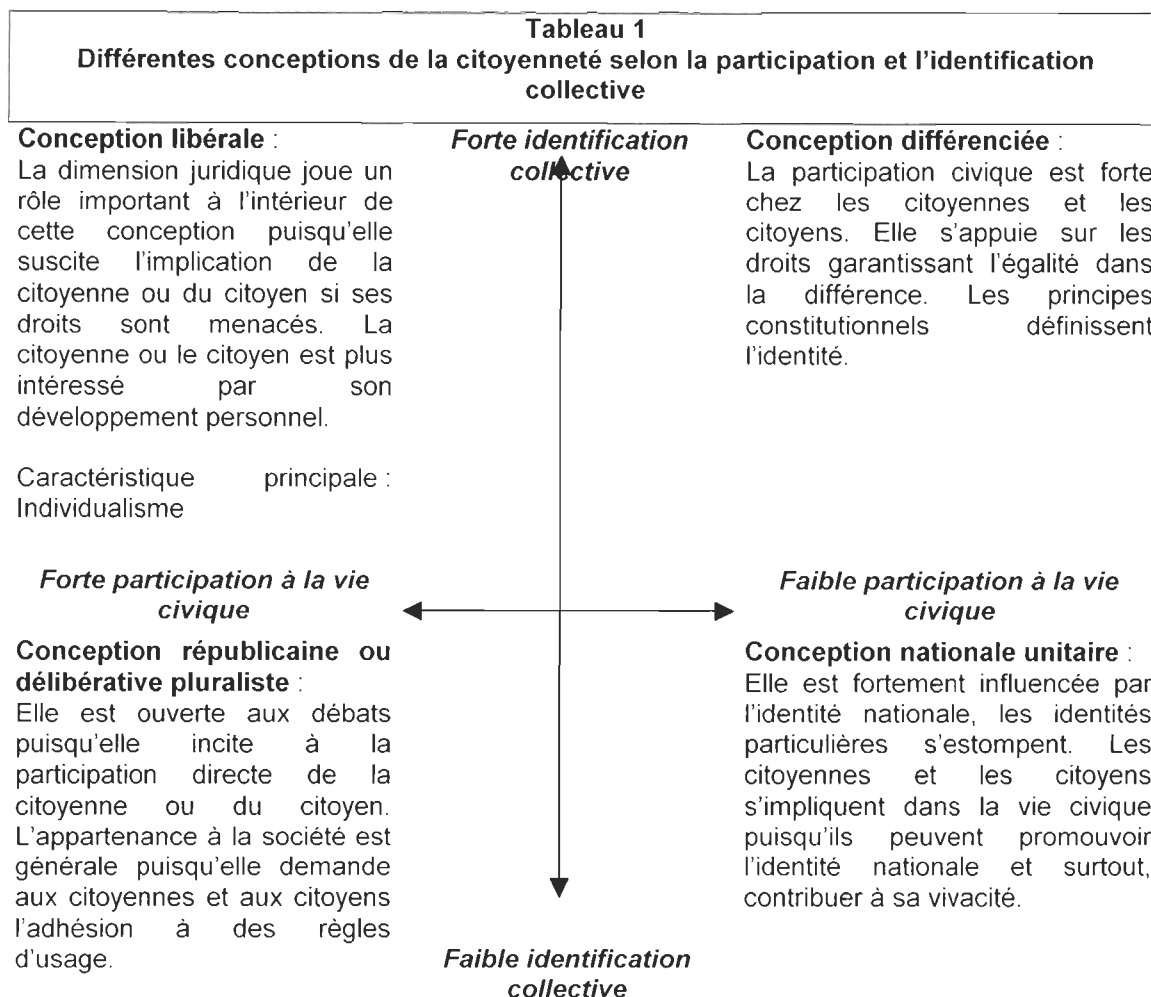 Tableau 1
Différentes conceptions de la citoyenneté selon la participation et l'identification
collective
Conception libérale :
La dimension juridique joue un
rôle important à l'intérieur de
cette conception puisqu'elle
suscite l'implication de la
citoyenne ou du citoyen si ses
droits sont menacés. La
citoyenne ou le citoyen est plus
intéressé par son
développement personnel.
Caractéristique principale :
Individualisme
Forte identification
collective
Conception différenciée :
La participation civique est forte
chez les citoyennes et les
citoyens. Elle s'appuie sur les
droits garantissant l'égalité dans
la différence. Les principes
constitutionnels définissent
l'identité.
Forte participation à la vie
civique
Faible participation à la vie
civique
Conception républicaine ou
délibérative pluraliste :
Elle est ouverte aux débats
puisqu'elle incite à la
participation directe de la
citoyenne ou du citoyen.
L'appartenance à la société est
générale puisqu'elle demande
aux citoyennes et aux citoyens
l'adhésion à des règles
d'usage.
Conception nationale unitaire :
Elle est fortement influencée par
l'identité nationale, les identités
particulières s'estompent. Les
citoyennes et les citoyens
s'impliquent dans la vie civique
puisqu'ils peuvent promouvoir
l'identité nationale et surtout,
contribuer à sa vivacité.
Faible identification
collective